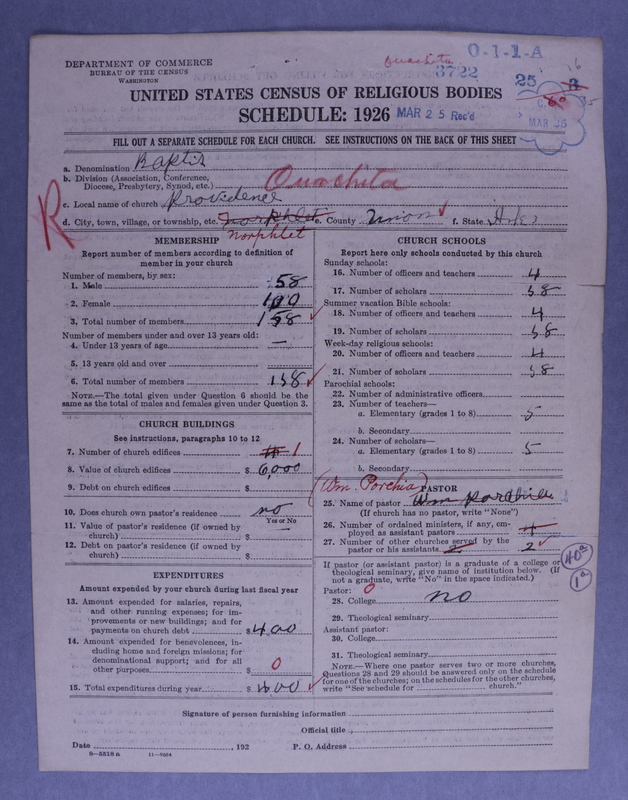 DEPARTMENT OF COMMERCE
BUREAU OF THE CENSUS
WASHINGTON
Ouachita
3722
O-1-1-A
25
16
UNITED STATES CENSUS OF RELIGIOUS BODIES
SCHEDULE: 1926
MAR 25 Rec'd
MAR 26
FILL OUT A SEPARATE SCHEDULE FOR EACH CHURCH. SEE INSTRUCTIONS ON THE BACK OF THIS SHEET
a. Denomination Baptis
b. Division (Association, Conference,
Diocese, Presbytery, Synod, etc.) Ouachita
c. Local name of church Providence
R
d. City, town, village, or township, etc. Norphlet e. County Union f. State Ark
Norphlet
MEMBERSHIP
Report number of members according to definition of
member in your church
Number of members, by sex:
1. Male 58
2. Female 100
3. Total number of members 158
Number of members under and over 13 years old:
4. Under 13 years of age —
5. 13 years old and over
6. Total number of members 158
NOTE.—The total given under Question 6 should be the
same as the total of males and females given under Question 3.
CHURCH BUILDINGS
See instructions, paragraphs 10 to 12
7. Number of church edifices 1
8. Value of church edifices $ 6,000
9. Debt on church edifices $
10. Does church own pastor's residence? no
Yes or No
11. Value of pastor's residence (if owned by
church) $
12. Debt on pastor's residence (if owned by
church) $
EXPENDITURES
Amount expended by your church during last fiscal year
13. Amount expended for salaries, repairs,
and other running expenses; for im-
provements or new buildings; and for
payments on church debt $ 400
14. Amount expended for benevolences, in-
cluding home and foreign missions; for
denominational support; and for all
other purposes $ 0
15. Total expenditures during year $ 400
CHURCH SCHOOLS
Report here only schools conducted by this church
Sunday schools:
16. Number of officers and teachers 4
17. Number of scholars 58
Summer vacation Bible schools:
18. Number of officers and teachers 4
19. Number of scholars 58
Week-day religious schools:
20. Number of officers and teachers 4
21. Number of scholars 58
Parochial schools:
22. Number of administrative officers
23. Number of teachers—
a. Elementary (grades 1 to 8) 5
b. Secondary
24. Number of scholars—
a. Elementary (grades 1 to 8) 5
b. Secondary
(Wm. Porchia) PASTOR
25. Name of pastor Wm
(If church has no pastor, write "None")
26. Number of ordained ministers, if any, em-
ployed as assistant pastors
27. Number of other churches served by the
pastor or his assistants 2 2
40a
1a
If pastor (or assistant pastor) is a graduate of a college or
theological seminary, give name of institution below. (If
not a graduate, write "No" in the space indicated.)
Pastor: 0
28. College no
29. Theological seminary
Assistant pastor:
30. College
31. Theological seminary
NOTE.—Where one pastor serves two or more churches,
Questions 28 and 29 should be answered only on the schedule
for one of the churches; on the schedules for the other churches,
write "See schedule for church."
Signature of person furnishing information
Official title
Date , 192 P. O. Address
8-5318a 11-9664